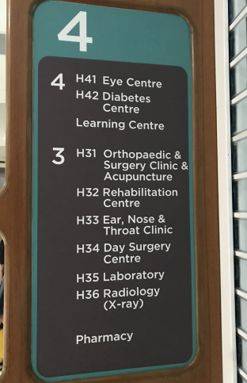 4
4 H41 Eye Centre
H42 Diabetes
Centre
Learning Centre
3 H31 Orthopaedic &
Surgery Clinic &
Acupuncture
H32 Rehabilitation
Centre
H33 Ear, Nose &
Throat Clinic
H34 Day Surgery
Centre
H35 Laboratory
H36 Radiology
(X-ray)
Pharmacy